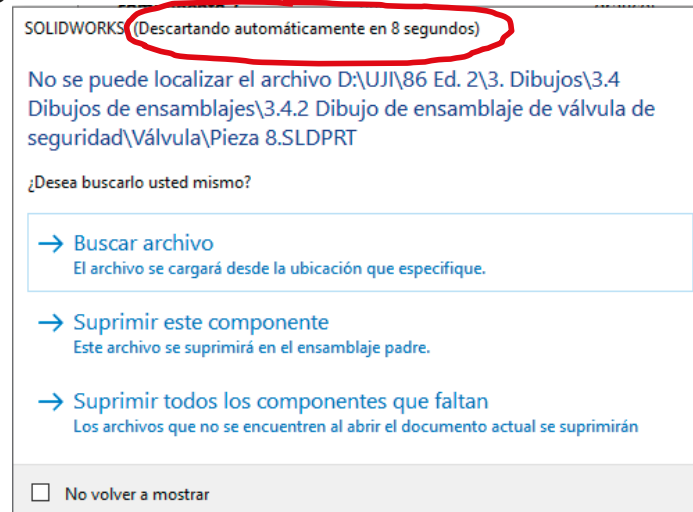 SOLIDWORKS (Descartando automáticamente en 8 segundos)
No se puede localizar el archivo D:\UJI\86 Ed. 2\3. Dibujos\3.4
Dibujos de ensamblajes\3.4.2 Dibujo de ensamblaje de válvula de
seguridad\Válvula\Pieza 8.SLDPRT
¿Desea buscarlo usted mismo?
Buscar archivo
El archivo se cargará desde la ubicación que especifique.
Suprimir este componente
Este archivo se suprimirá en el ensamblaje padre.
Suprimir todos los componentes que faltan
Los archivos que no se encuentren al abrir el documento actual se suprimirán
No volver a mostrar